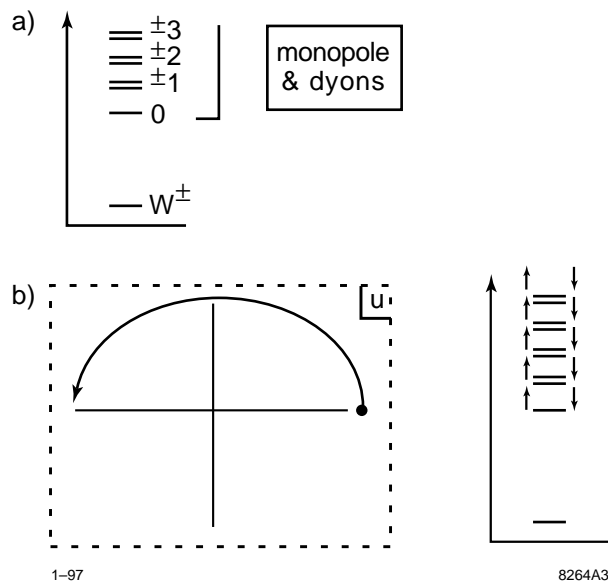 a)
±3
±2
±1
0
W±
monopole
& dyons
b)
u
1–97
8264A3